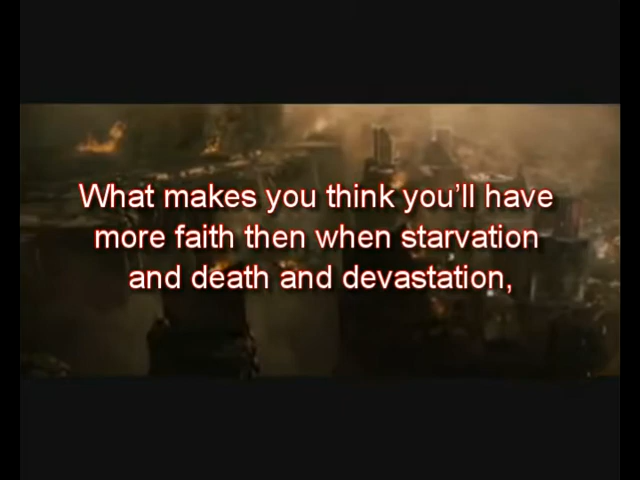 What makes you think you’ll have
more faith then when starvation
and death and devastation,